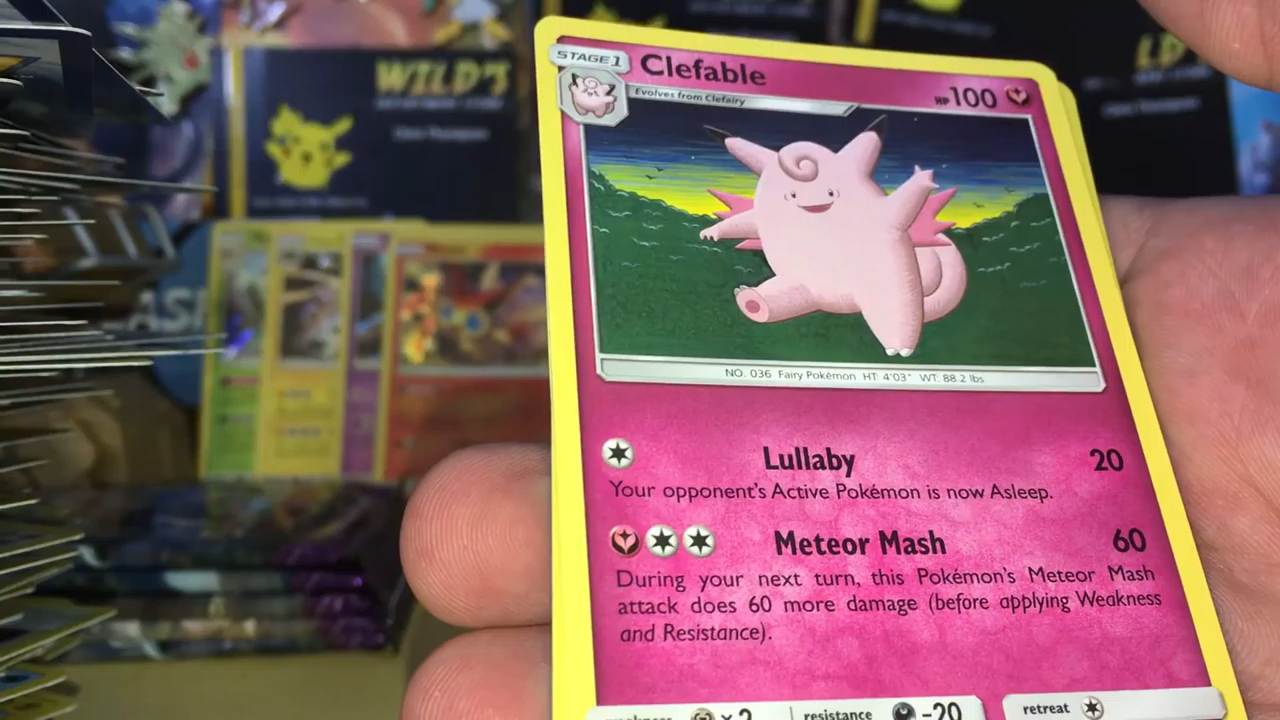 WILD'S
LD'S
STAGE 1
Clefable
Evolves from Clefairy
HP 100
NO. 036 Fairy Pokémon HT: 4'03" WT: 88.2 lbs.
Lullaby 20
Your opponent's Active Pokémon is now Asleep.
Meteor Mash 60
During your next turn, this Pokémon's Meteor Mash
attack does 60 more damage (before applying Weakness
and Resistance).
weakness ×2 resistance -20 retreat